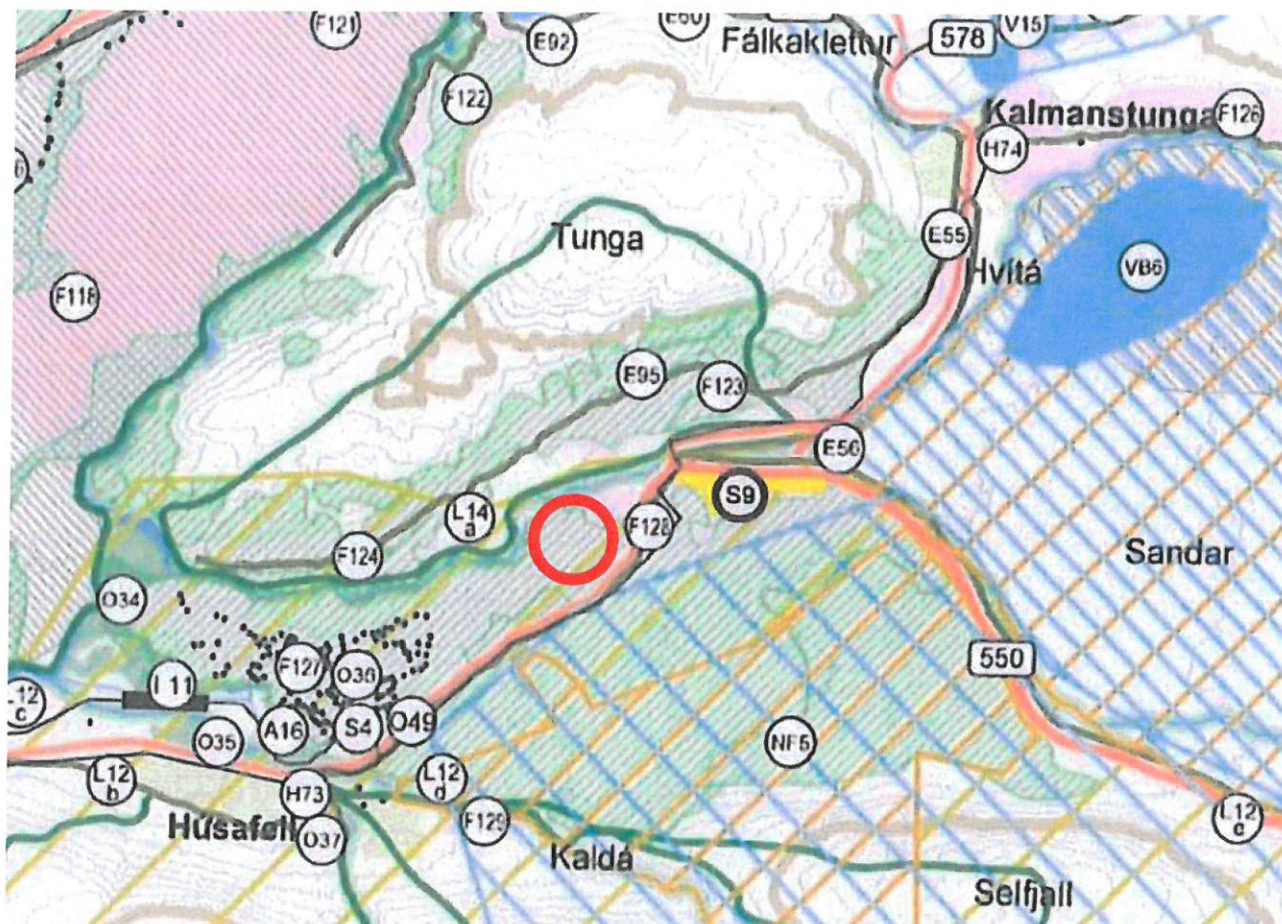 F121
E92
E60
V15
Fálkaklettur
578
F122
Kalmanstunga
F126
H74
Tunga
E55
Hvítá
VB6
F118
E95
F123
E56
S9
L14
a
F128
F124
Sandar
O34
550
F127
O36
L12
c
A16
S4
O49
O35
NF5
L12
b
L12
d
H73
Húsafell
F129
O37
Kaldá
L12
e
Selfjall